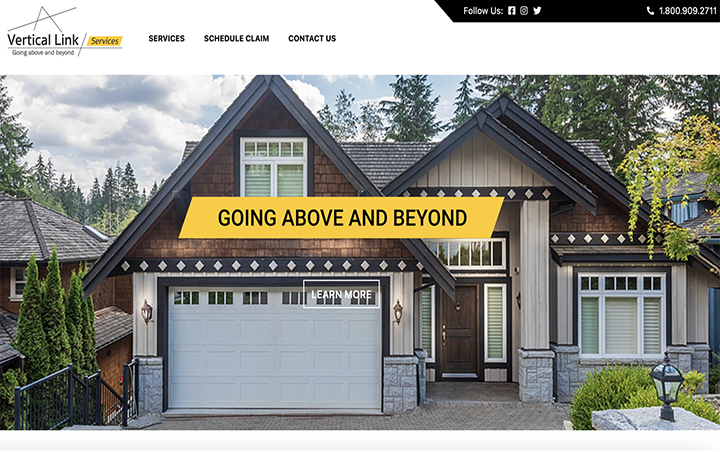 Follow Us:
1.800.909.2711
Vertical Link Services
Going above and beyond
SERVICES
SCHEDULE CLAIM
CONTACT US
GOING ABOVE AND BEYOND
LEARN MORE